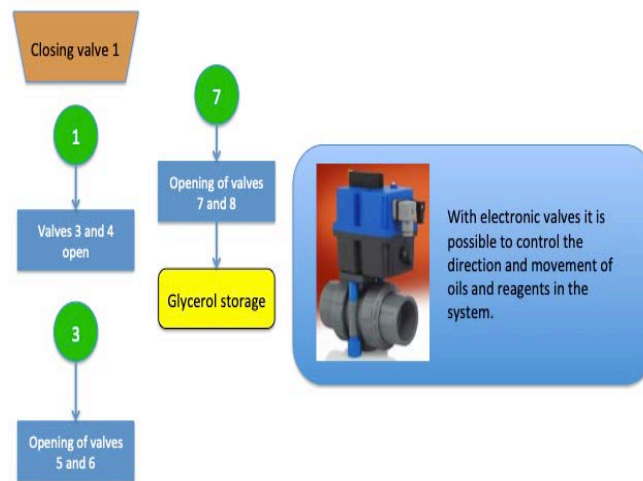 Closing valve 1
1
Valves 3 and 4
open
3
Opening of valves
5 and 6
7
Opening of valves
7 and 8
Glycerol storage
With electronic valves it is
possible to control the
direction and movement of
oils and reagents in the
system.